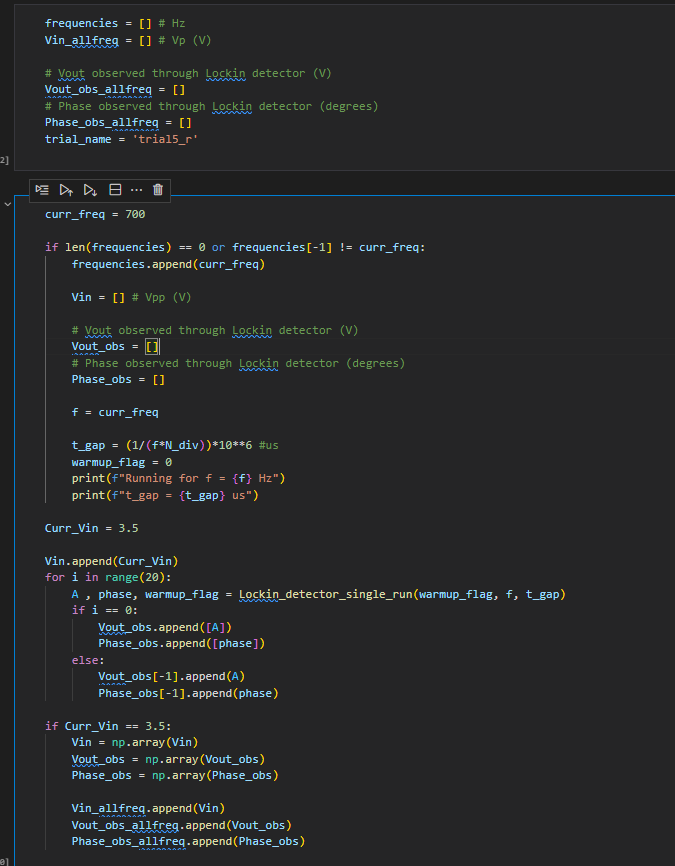 frequencies = [] # Hz
Vin_allfreq = [] # Vp (V)
# Vout observed through Lockin detector (V)
Vout_obs_allfreq = []
# Phase observed through Lockin detector (degrees)
Phase_obs_allfreq = []
trial_name = 'trial5_r'
2]
curr_freq = 700
if len(frequencies) == 0 or frequencies[-1] != curr_freq:
frequencies.append(curr_freq)
Vin = [] # Vpp (V)
# Vout observed through Lockin detector (V)
Vout_obs = []
# Phase observed through Lockin detector (degrees)
Phase_obs = []
f = curr_freq
t_gap = (1/(f*N_div))*10**6 #us
warmup_flag = 0
print(f"Running for f = {f} Hz")
print(f"t_gap = {t_gap} us")
Curr_Vin = 3.5
Vin.append(Curr_Vin)
for i in range(20):
A , phase, warmup_flag = Lockin_detector_single_run(warmup_flag, f, t_gap)
if i == 0:
Vout_obs.append([A])
Phase_obs.append([phase])
else:
Vout_obs[-1].append(A)
Phase_obs[-1].append(phase)
if Curr_Vin == 3.5:
Vin = np.array(Vin)
Vout_obs = np.array(Vout_obs)
Phase_obs = np.array(Phase_obs)
Vin_allfreq.append(Vin)
Vout_obs_allfreq.append(Vout_obs)
Phase_obs_allfreq.append(Phase_obs)
0]